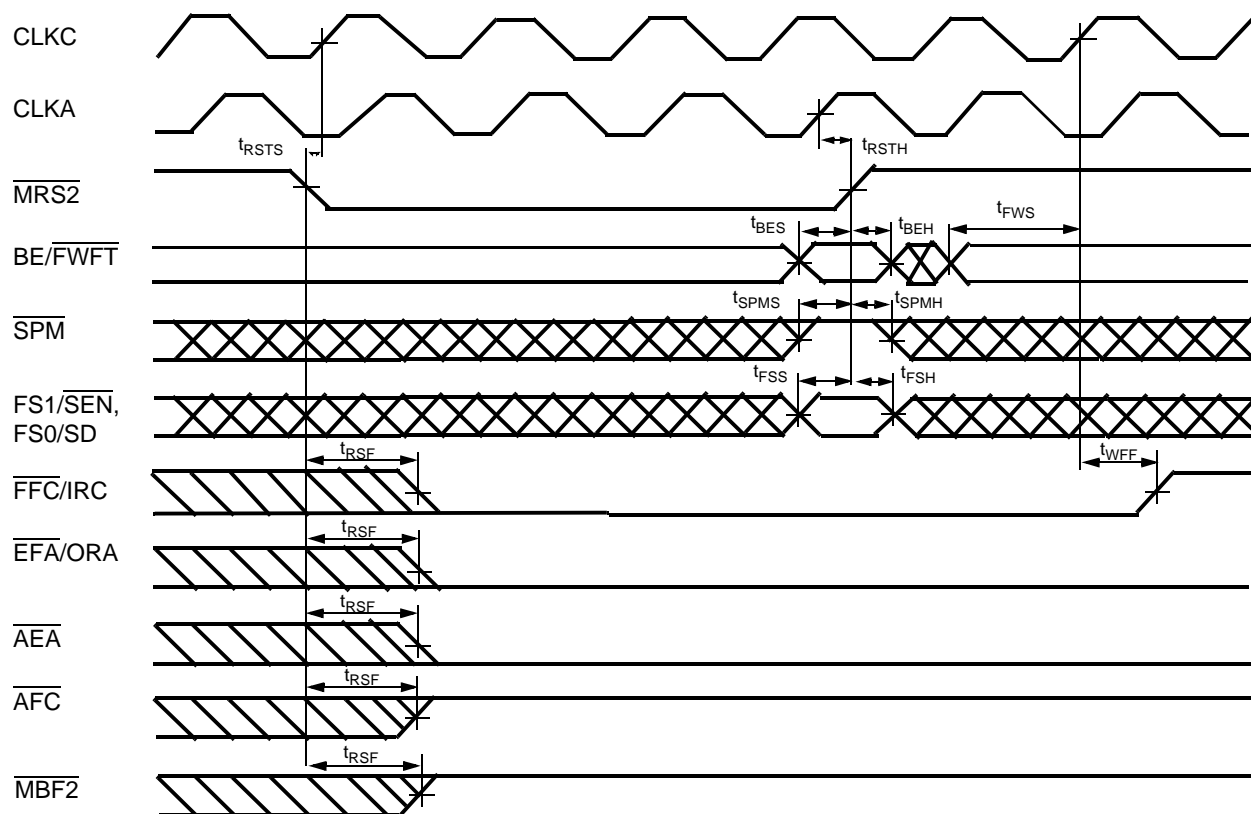 CLKC
CLKA
tRSTS
tRSTH
MRS2
tFWS
tBES
tBEH
BE/FWFT
tSPMS
tSPMH
SPM
tFSS
tFSH
FS1/SEN,
FS0/SD
tRSF
tWFF
FFC/IRC
tRSF
EFA/ORA
tRSF
AEA
tRSF
AFC
tRSF
MBF2